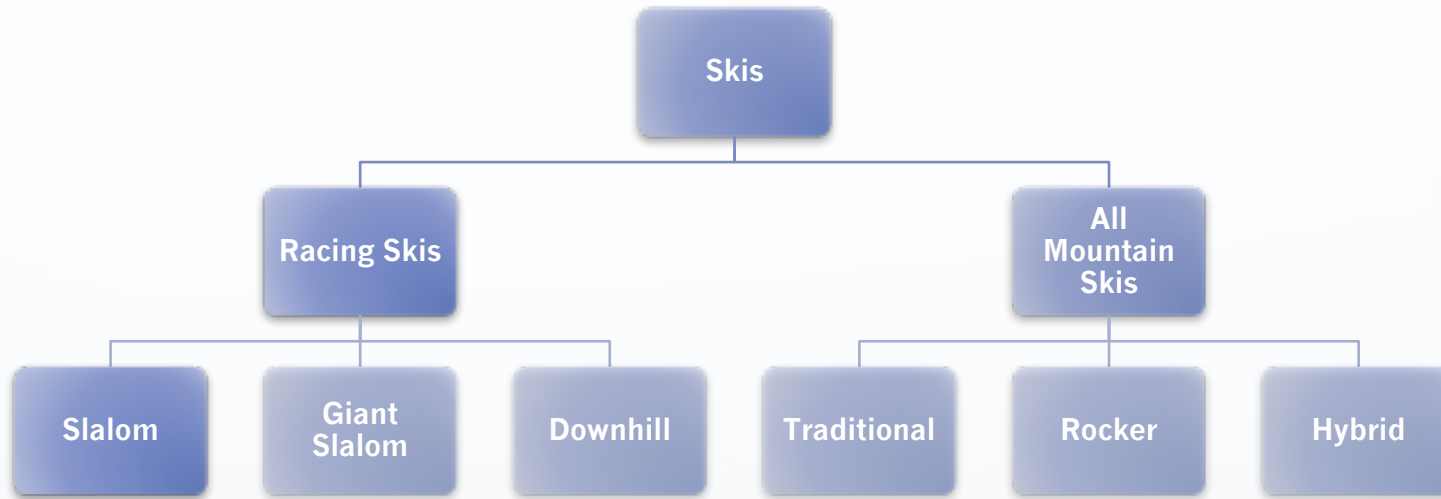 Skis
Racing Skis
All
Mountain
Skis
Slalom
Giant
Slalom
Downhill
Traditional
Rocker
Hybrid